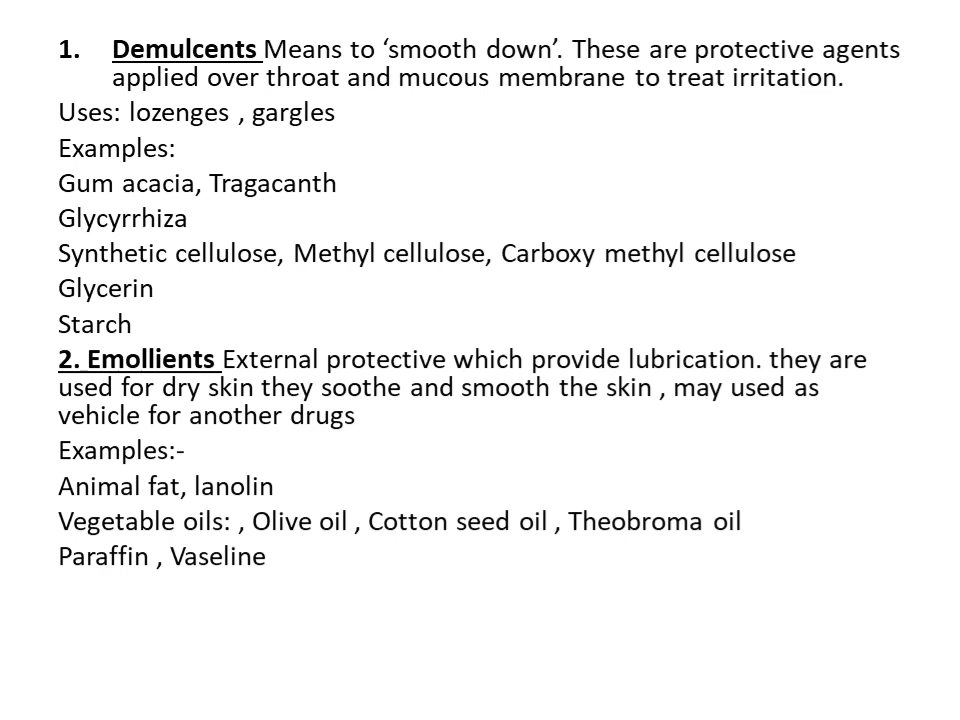 1. Demulcents Means to ‘smooth down’. These are protective agents
applied over throat and mucous membrane to treat irritation.
Uses: lozenges , gargles
Examples:
Gum acacia, Tragacanth
Glycyrrhiza
Synthetic cellulose, Methyl cellulose, Carboxy methyl cellulose
Glycerin
Starch
2. Emollients External protective which provide lubrication. they are
used for dry skin they soothe and smooth the skin , may used as
vehicle for another drugs
Examples:-
Animal fat, lanolin
Vegetable oils: , Olive oil , Cotton seed oil , Theobroma oil
Paraffin , Vaseline